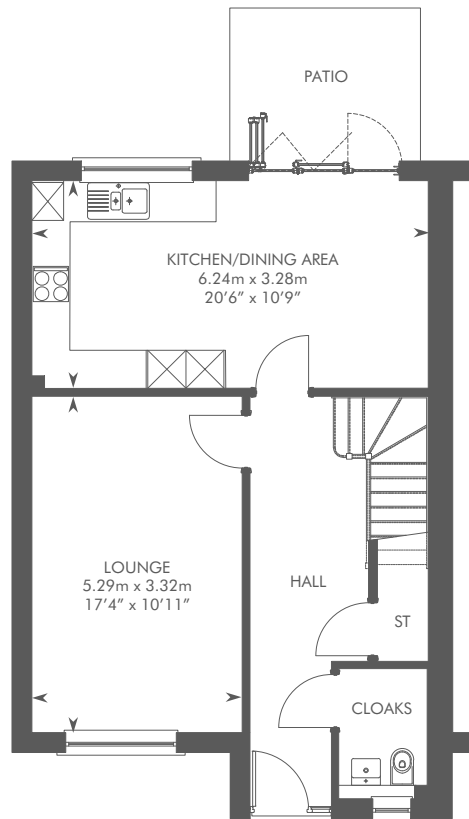 PATIO
KITCHEN/DINING AREA
6.24m x 3.28m
20’6” x 10’9”
LOUNGE
5.29m x 3.32m
17’4” x 10’11”
HALL
ST
CLOAKS